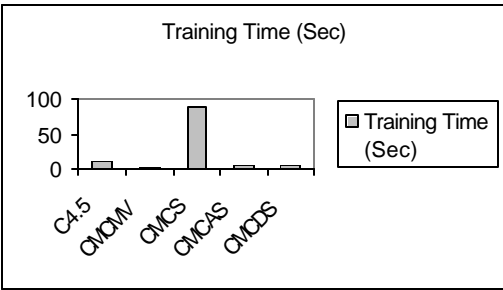 Training Time (Sec)
100
50
0
C4.5
CMCMV
CMCS
CMCAS
CMCDS
Training Time
(Sec)